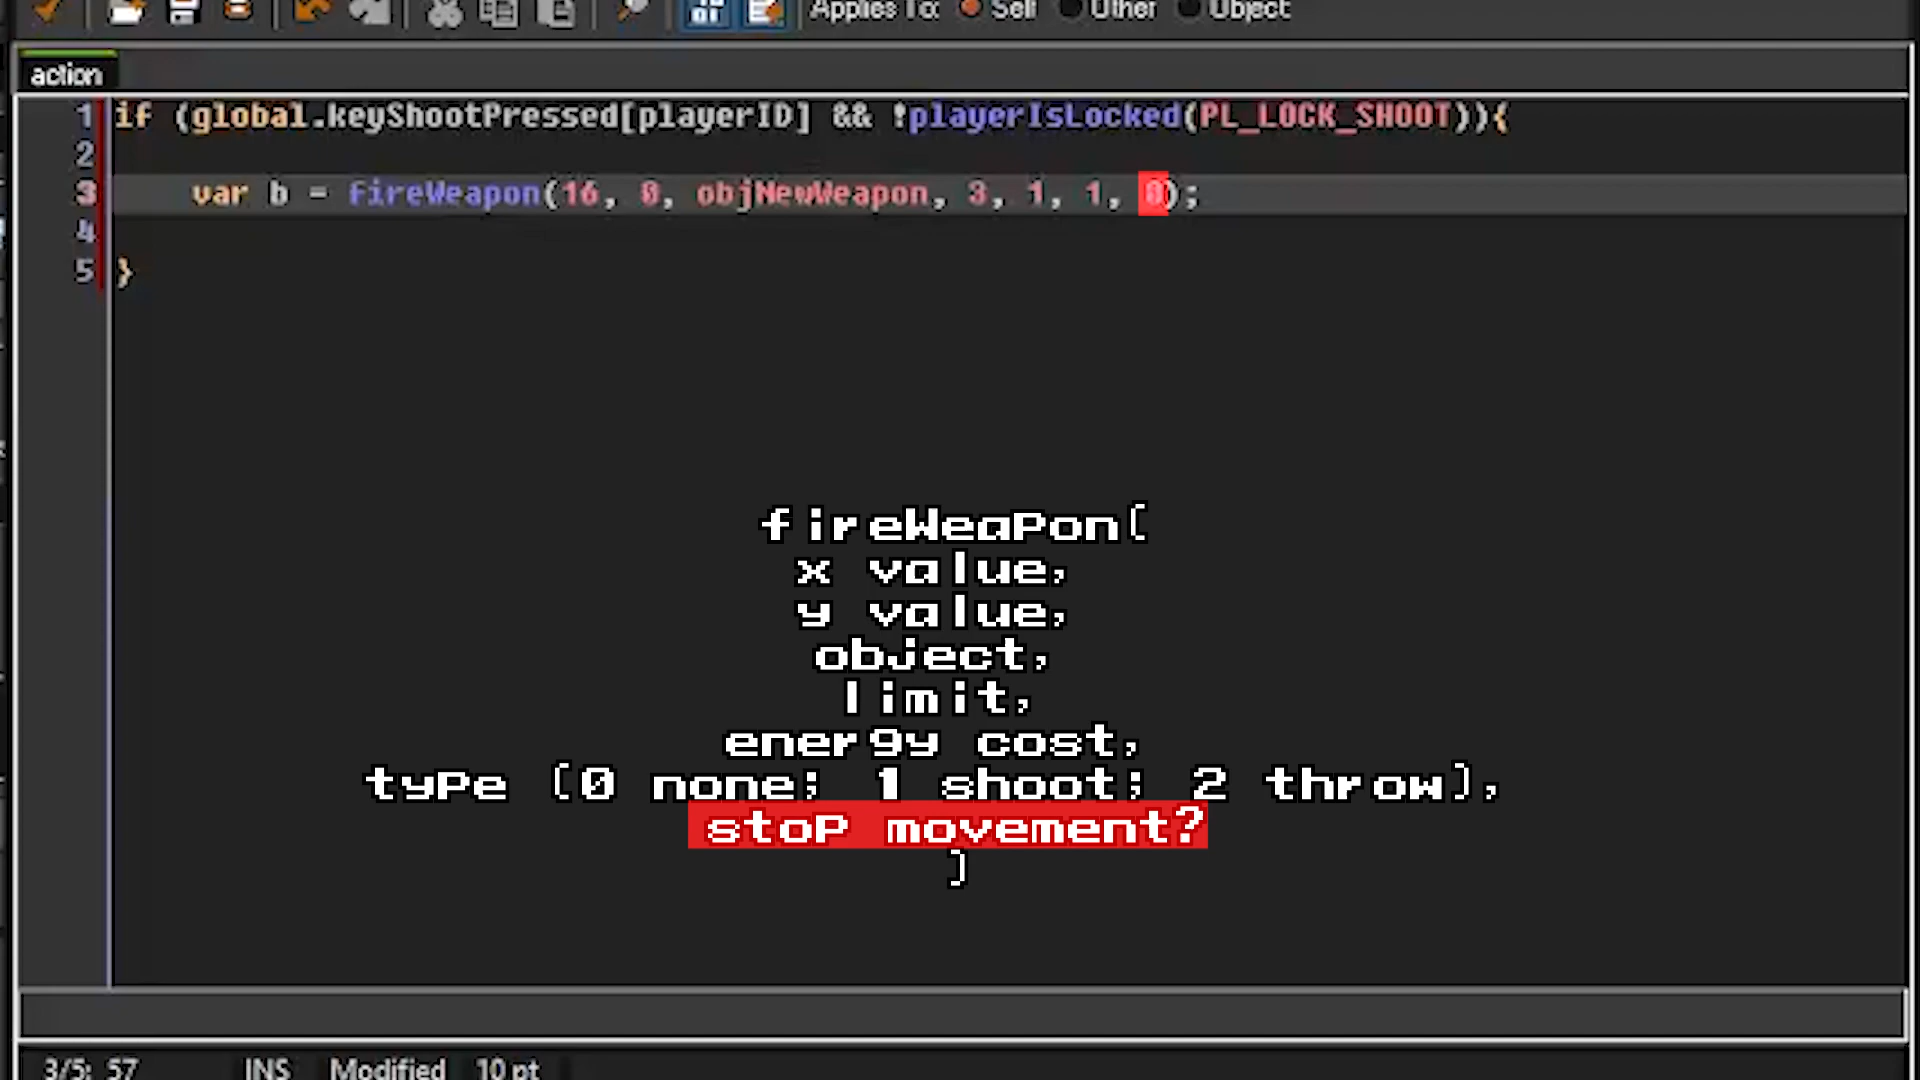 Applies To: Self Other Object
action
1 if (global.keyShootPressed[playerID] && !playerIsLocked(PL_LOCK_SHOOT)){
2
3 var b = fireWeapon(16, 0, objNewWeapon, 3, 1, 1, 0);
4
5 }
fireWeapon(
x value,
y value,
object,
limit,
energy cost,
type (0 none; 1 shoot; 2 throw),
stop movement?
)
3/5: 57 INS Modified 10 pt